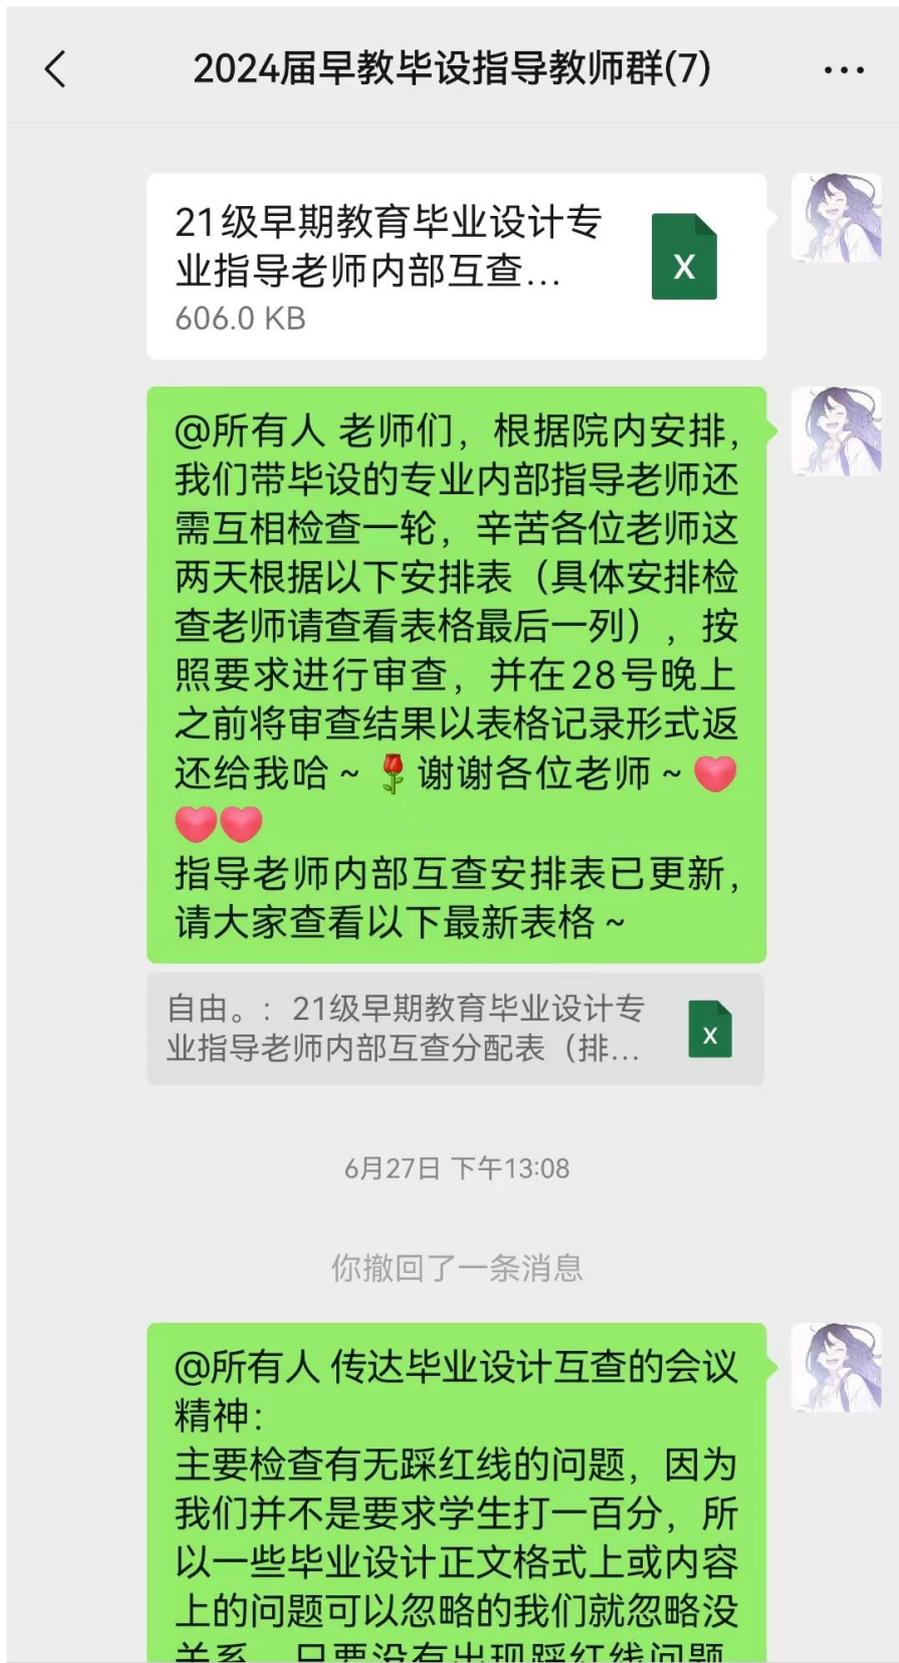 2024届早教毕设指导教师群(7)
21级早期教育毕业设计专
业指导老师内部互查...
606.0 KB
X
@所有人 老师们，根据院内安排，
我们带毕设的专业内部指导老师还
需互相检查一轮，辛苦各位老师这
两天根据以下安排表（具体安排检
查老师请查看表格最后一列），按
照要求进行审查，并在28号晚上
之前将审查结果以表格记录形式返
还给我哈~🌹谢谢各位老师~❤️
❤️❤️
指导老师内部互查安排表已更新，
请大家查看以下最新表格~
自由。：21级早期教育毕业设计专
业指导老师内部互查分配表（排...
X
6月27日 下午13:08
你撤回了一条消息
@所有人 传达毕业设计互查的会议
精神：
主要检查有无踩红线的问题，因为
我们并不是要求学生打一百分，所
以一些毕业设计正文格式上或内容
上的问题可以忽略的我们就忽略没
关系，只要没有出现踩红线问题